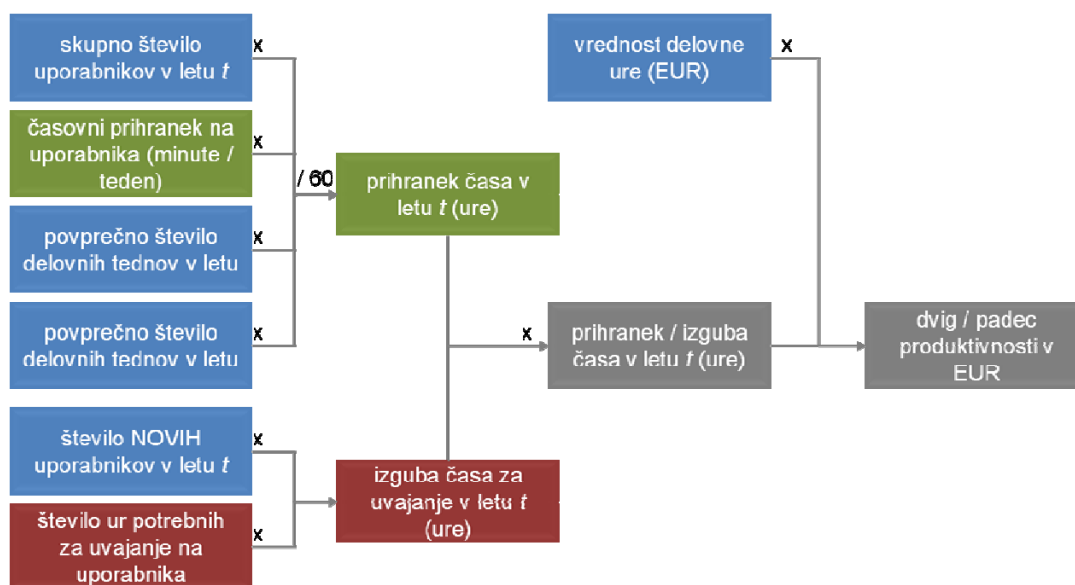 skupno število
uporabnikov v letu t
x
časovni prihranek na
uporabnika (minute /
teden)
x
povprečno število
delovnih tednov v letu
x
povprečno število
delovnih tednov v letu
x
/ 60
prihranek časa v
letu t (ure)
število NOVIH
uporabnikov v letu t
x
število ur potrebnih
za uvajanje na
uporabnika
x
izguba časa za
uvajanje v letu t
(ure)
x
vrednost delovne
ure (EUR)
x
prihranek / izguba
časa v letu t (ure)
dvig / padec
produktivnosti v
EUR